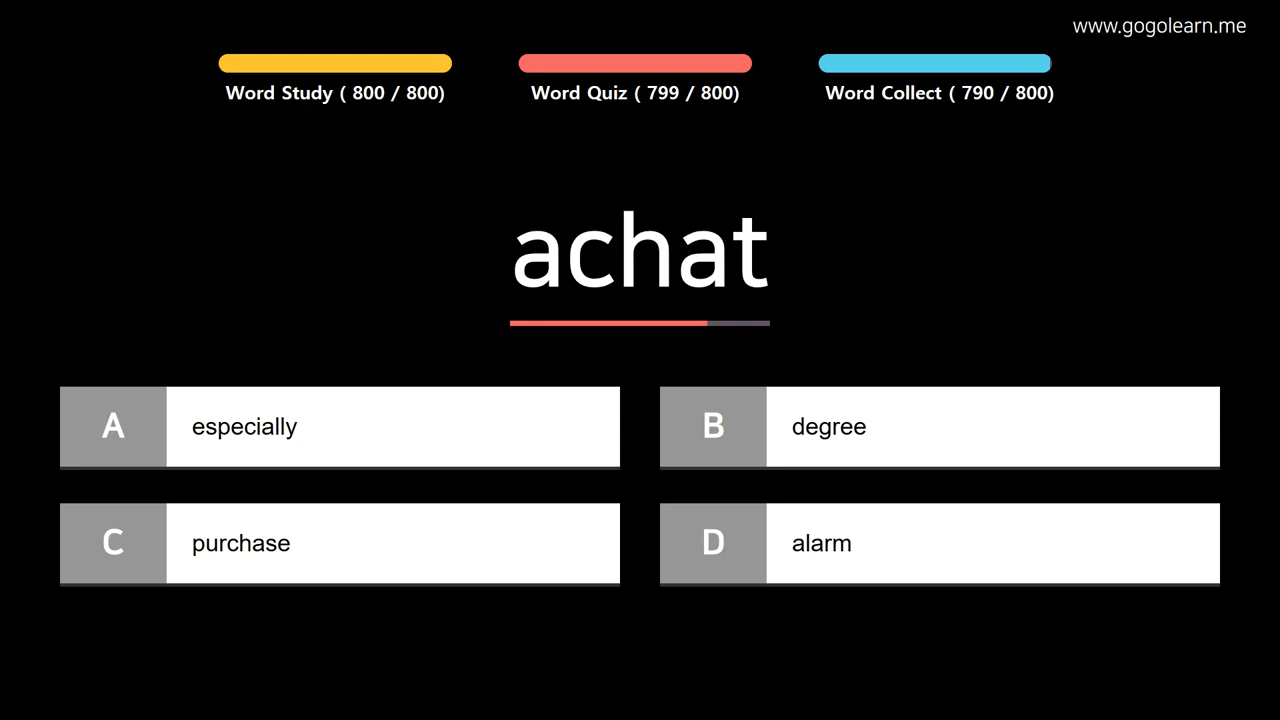 www.gogolearn.me
Word Study ( 800 / 800)
Word Quiz ( 799 / 800)
Word Collect ( 790 / 800)
achat
A especially
B degree
C purchase
D alarm